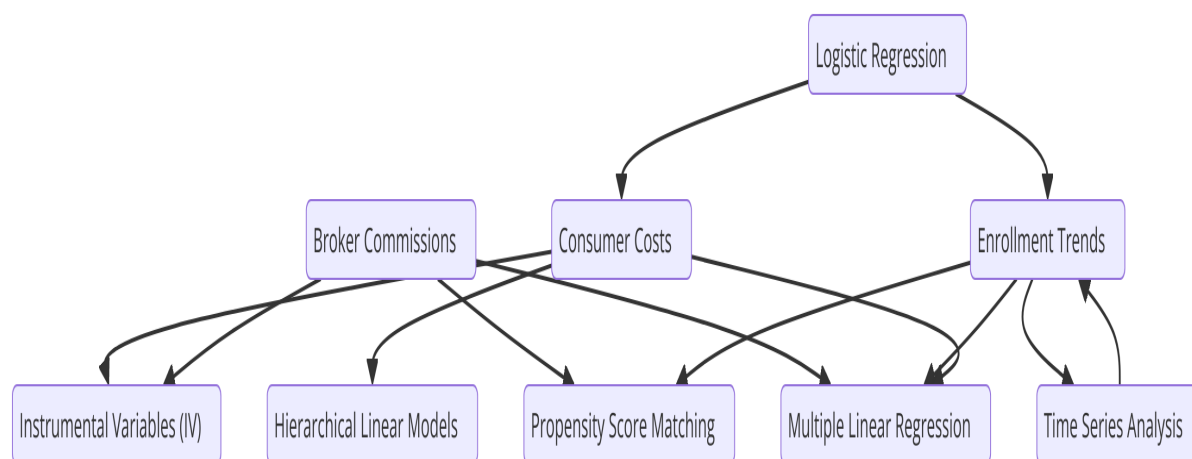 Logistic Regression
Broker Commissions
Consumer Costs
Enrollment Trends
Instrumental Variables (IV)
Hierarchical Linear Models
Propensity Score Matching
Multiple Linear Regression
Time Series Analysis